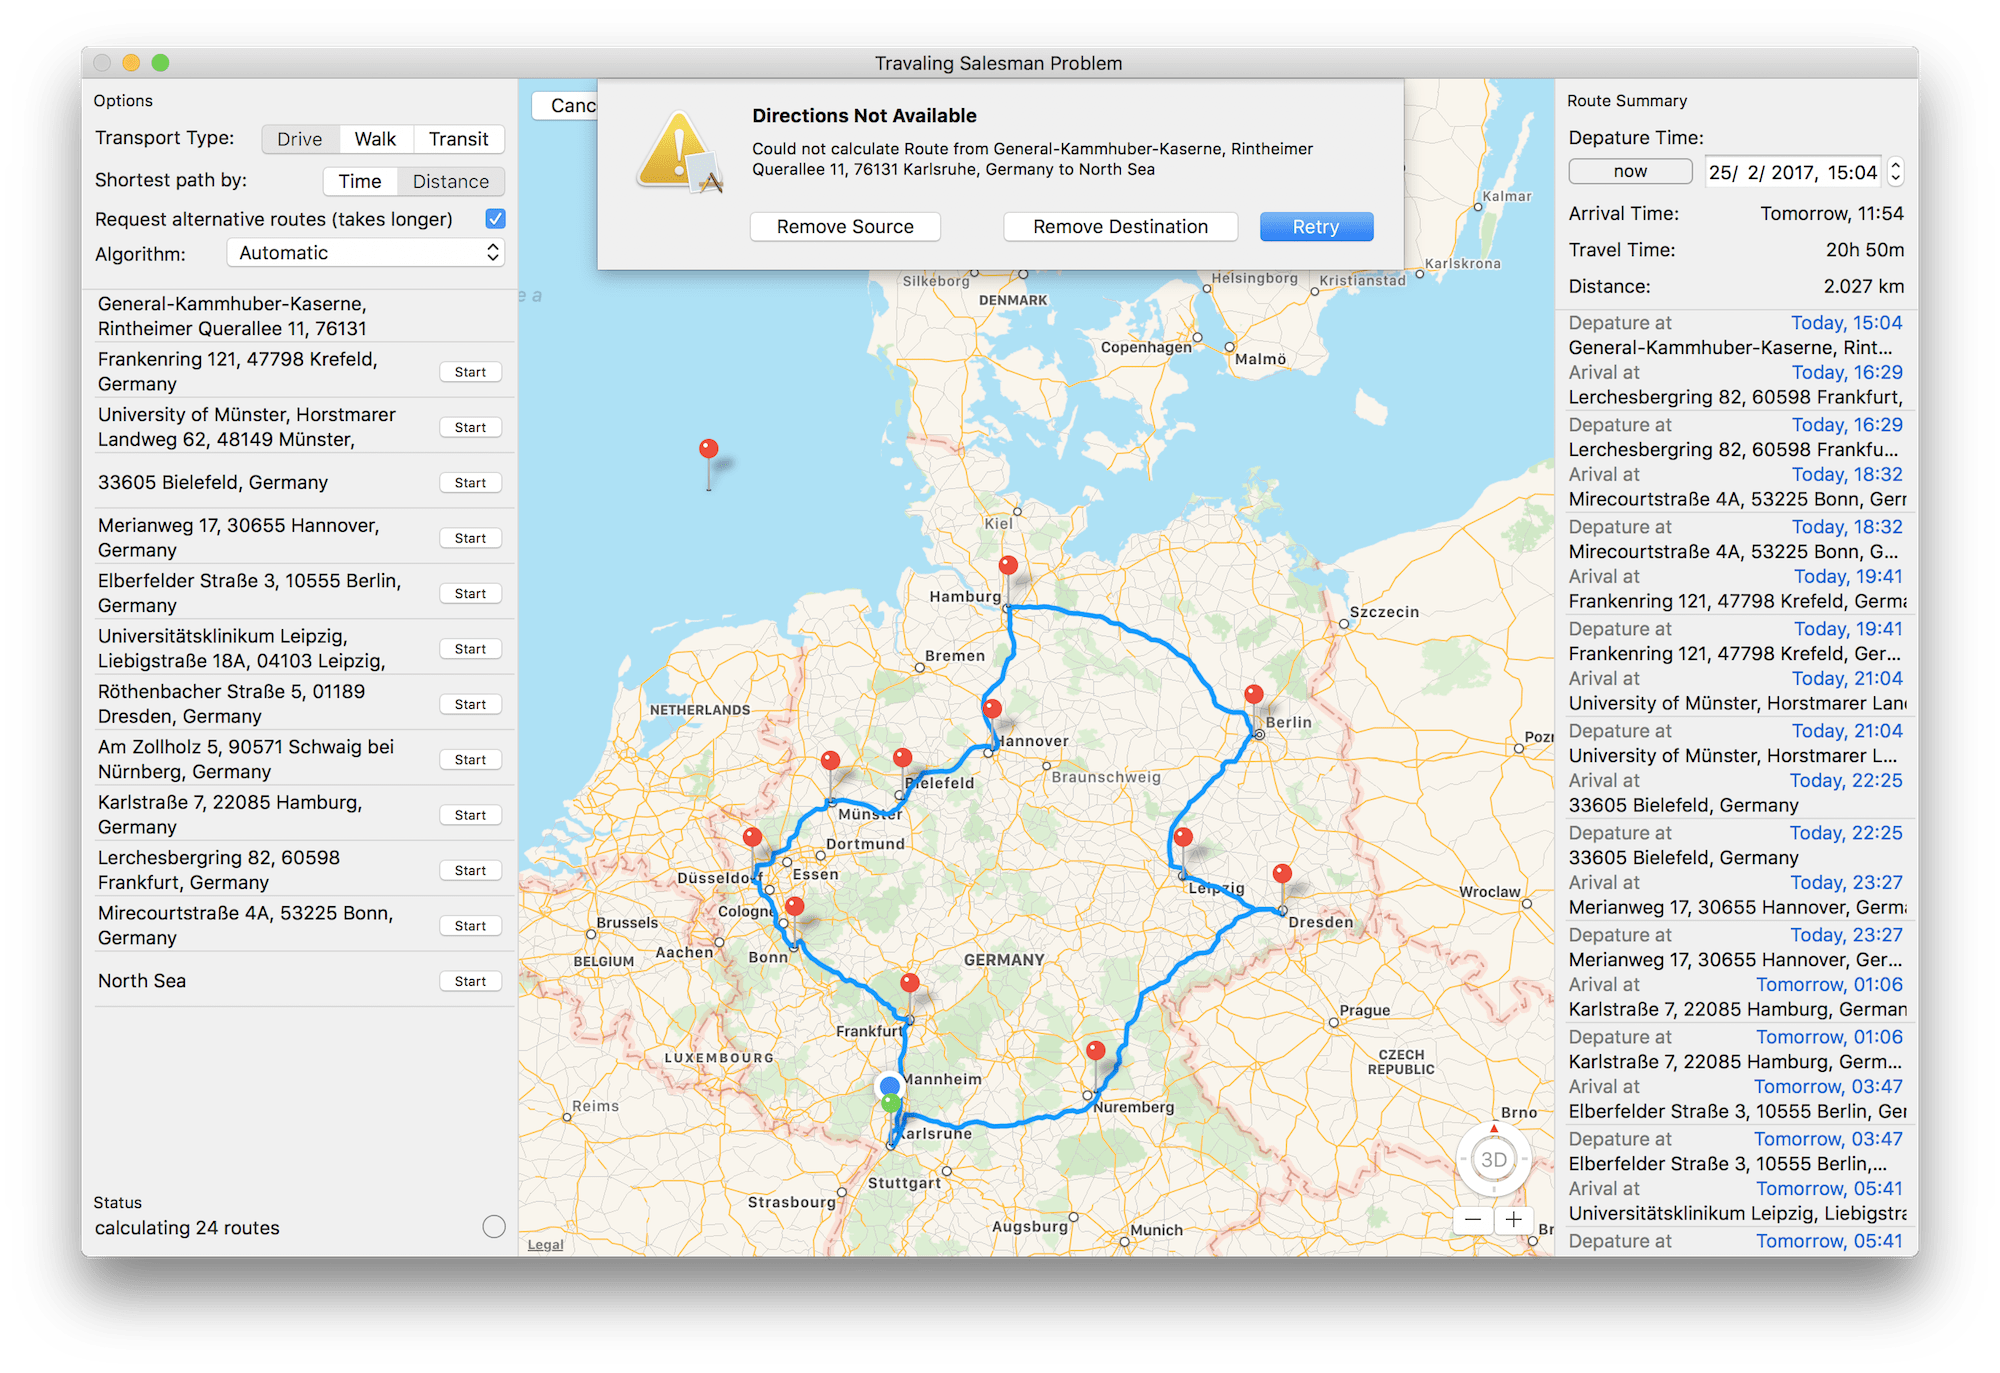 Travaling Salesman Problem
Options
Transport Type:
Drive
Walk
Transit
Shortest path by:
Time
Distance
Request alternative routes (takes longer)
Algorithm:
Automatic
General-Kammhuber-Kaserne,
Rintheimer Querallee 11, 76131
Frankenring 121, 47798 Krefeld,
Germany
Start
University of Münster, Horstmarer
Landweg 62, 48149 Münster,
Start
33605 Bielefeld, Germany
Start
Merianweg 17, 30655 Hannover,
Germany
Start
Elberfelder Straße 3, 10555 Berlin,
Germany
Start
Universitätsklinikum Leipzig,
Liebigstraße 18A, 04103 Leipzig,
Start
Röthenbacher Straße 5, 01189
Dresden, Germany
Start
Am Zollholz 5, 90571 Schwaig bei
Nürnberg, Germany
Start
Karlstraße 7, 22085 Hamburg,
Germany
Start
Lerchesbergring 82, 60598
Frankfurt, Germany
Start
Mirecourtstraße 4A, 53225 Bonn,
Germany
Start
North Sea
Start
Status
calculating 24 routes
Canc
Directions Not Available
Could not calculate Route from General-Kammhuber-Kaserne, Rintheimer
Querallee 11, 76131 Karlsruhe, Germany to North Sea
Remove Source
Remove Destination
Retry
e a
Kalmar
Karlskrona
Silkeborg
Helsingborg
Kristianstad
DENMARK
Copenhagen
Malmö
Kiel
Hamburg
Szczecin
Bremen
NETHERLANDS
Berlin
Hannover
Pozn
Braunschweig
Bielefeld
Münster
Dortmund
Essen
Düsseldorf
Leipzig
Wroclaw
Cologne
Brussels
Dresden
Aachen
Bonn
BELGIUM
GERMANY
Prague
Frankfurt
LUXEMBOURG
CZECH
REPUBLIC
Mannheim
Reims
Nuremberg
Brno
Karlsruhe
3D
Stuttgart
Strasbourg
Augsburg
Munich
Br
Legal
Route Summary
Depature Time:
now
25/ 2/ 2017, 15:04
Arrival Time:
Tomorrow, 11:54
Travel Time:
20h 50m
Distance:
2.027 km
Depature at
Today, 15:04
General-Kammhuber-Kaserne, Rint...
Arival at
Today, 16:29
Lerchesbergring 82, 60598 Frankfurt,
Depature at
Today, 16:29
Lerchesbergring 82, 60598 Frankfu...
Arival at
Today, 18:32
Mirecourtstraße 4A, 53225 Bonn, Gerr
Depature at
Today, 18:32
Mirecourtstraße 4A, 53225 Bonn, G...
Arival at
Today, 19:41
Frankenring 121, 47798 Krefeld, Germa
Depature at
Today, 19:41
Frankenring 121, 47798 Krefeld, Ger...
Arival at
Today, 21:04
University of Münster, Horstmarer Land
Depature at
Today, 21:04
University of Münster, Horstmarer L...
Arival at
Today, 22:25
33605 Bielefeld, Germany
Depature at
Today, 22:25
33605 Bielefeld, Germany
Arival at
Today, 23:27
Merianweg 17, 30655 Hannover, Germa
Depature at
Today, 23:27
Merianweg 17, 30655 Hannover, Ger...
Arival at
Tomorrow, 01:06
Karlstraße 7, 22085 Hamburg, German
Depature at
Tomorrow, 01:06
Karlstraße 7, 22085 Hamburg, Germ...
Arival at
Tomorrow, 03:47
Elberfelder Straße 3, 10555 Berlin, Ger
Depature at
Tomorrow, 03:47
Elberfelder Straße 3, 10555 Berlin,...
Arival at
Tomorrow, 05:41
Universitätsklinikum Leipzig, Liebigstra
Depature at
Tomorrow, 05:41